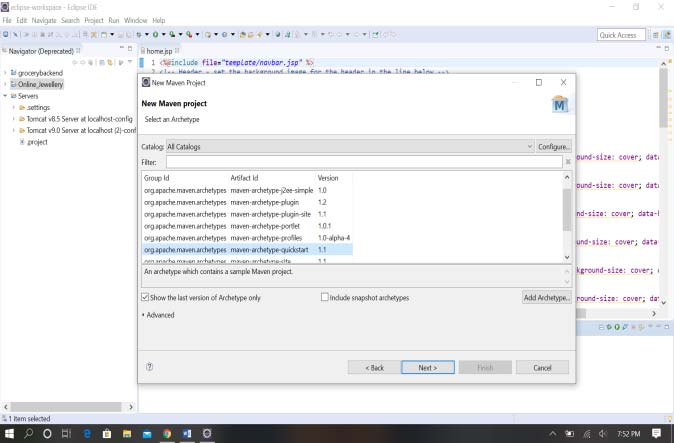 eclipse-workspace - Eclipse IDE
File Edit Navigate Search Project Run Window Help
Quick Access
Navigator (Deprecated)
home.jsp
grocerybackend
Online_Jewellery
Servers
.settings
Tomcat v8.5 Server at localhost-config
Tomcat v9.0 Server at localhost (2)-conf
.project
1 <%@include file="template/navbar.jsp" %>
2 <!-- Header - set the background image for the header in the line below -->
New Maven Project
New Maven project
Select an Archetype
Catalog: All Catalogs
Configure...
Filter:
Group Id Artifact Id Version
org.apache.maven.archetypes maven-archetype-j2ee-simple 1.0
org.apache.maven.archetypes maven-archetype-plugin 1.2
org.apache.maven.archetypes maven-archetype-plugin-site 1.1
org.apache.maven.archetypes maven-archetype-portlet 1.0.1
org.apache.maven.archetypes maven-archetype-profiles 1.0-alpha-4
org.apache.maven.archetypes maven-archetype-quickstart 1.1
org.apache.maven.archetypes maven-archetype-site 1.1
An archetype which contains a sample Maven project.
Show the last version of Archetype only
Include snapshot archetypes
Add Archetype...
Advanced
< Back
Next >
Finish
Cancel
ound-size: cover; data
ound-size: cover; data
nd-size: cover; data-
und-size: cover; data
kground-size: cover;
round-size: cover; da
1 item selected
7:52 PM